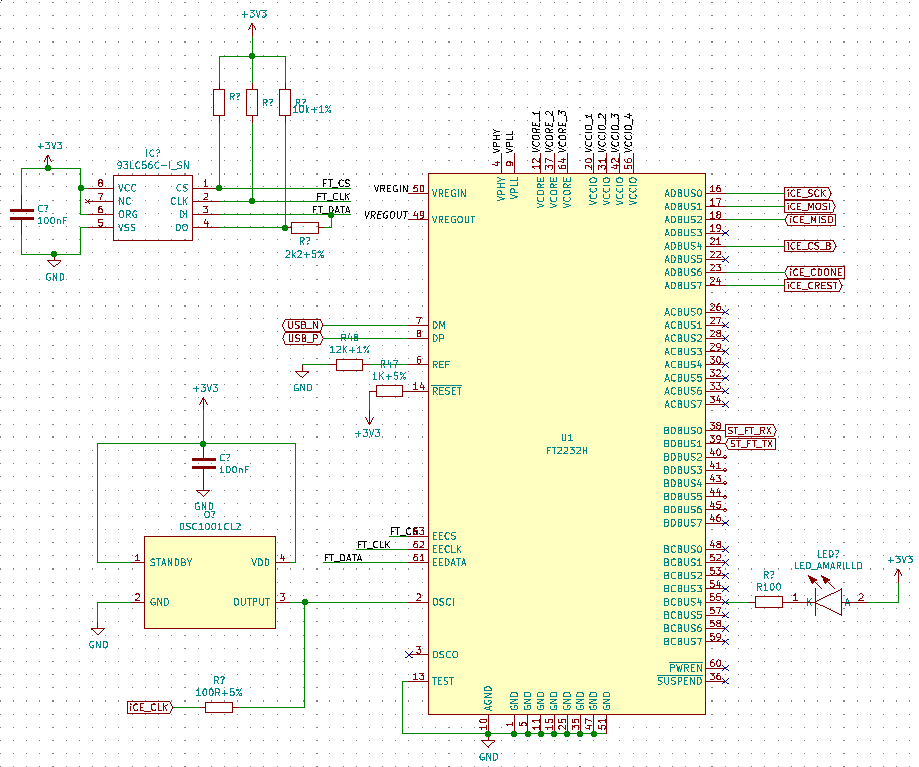 +3V3
R?
R?
R?
10k+1%
+3V3
IC?
93LC56C-I_SN
C?
100nF
8 VCC CS 1 FT_CS
7 NC CLK 2 FT_CLK
6 ORG DI 3 FT_DATA
5 VSS DO 4
R?
2k2+5%
GND
VPHY
VPLL
VCORE_1
VCORE_2
VCORE_3
VCCIO_1
VCCIO_2
VCCIO_3
VCCIO_4
4
9
12
37
64
20
31
42
56
VPHY
VPLL
VCORE
VCORE
VCORE
VCCIO
VCCIO
VCCIO
VCCIO
VREGIN 50 VREGIN
VREGOUT 49 VREGOUT
ADBUS0 16 iCE_SCK
ADBUS1 17 iCE_MOSI
ADBUS2 18 iCE_MISO
ADBUS3 19
ADBUS4 21 iCE_CS_B
ADBUS5 22
ADBUS6 23 iCE_CDONE
ADBUS7 24 iCE_CREST
USB_N 7 DM
USB_P 8 DP
R48
12K+1%
6 REF
GND
R47
1K+5%
14 RESET
+3V3
ACBUS0 26
ACBUS1 27
ACBUS2 28
ACBUS3 29
ACBUS4 30
ACBUS5 32
ACBUS6 33
ACBUS7 34
BDBUS0 38 ST_FT_RX
BDBUS1 39 ST_FT_TX
BDBUS2 40
BDBUS3 41
BDBUS4 43
BDBUS5 44
BDBUS6 45
BDBUS7 46
U1
FT2232H
+3V3
C?
100nF
GND
O?
DSC1001CL2
1 STANDBY VDD 4
2 GND OUTPUT 3
GND
FT_CS 63 EECS
FT_CLK 62 EECLK
FT_DATA 61 EEDATA
2 OSCI
3 OSCO
13 TEST
BCBUS0 48
BCBUS1 52
BCBUS2 53
BCBUS3 54
BCBUS4 55
BCBUS5 57
BCBUS6 58
BCBUS7 59
PWREN 60
SUSPEND 36
R?
R100
LED?
LED_AMARILLO
1 K A 2
+3V3
R?
100R+5%
iCE_CLK
AGND
GND
GND
GND
GND
GND
GND
GND
GND
10
1
5
11
15
25
35
47
51
GND